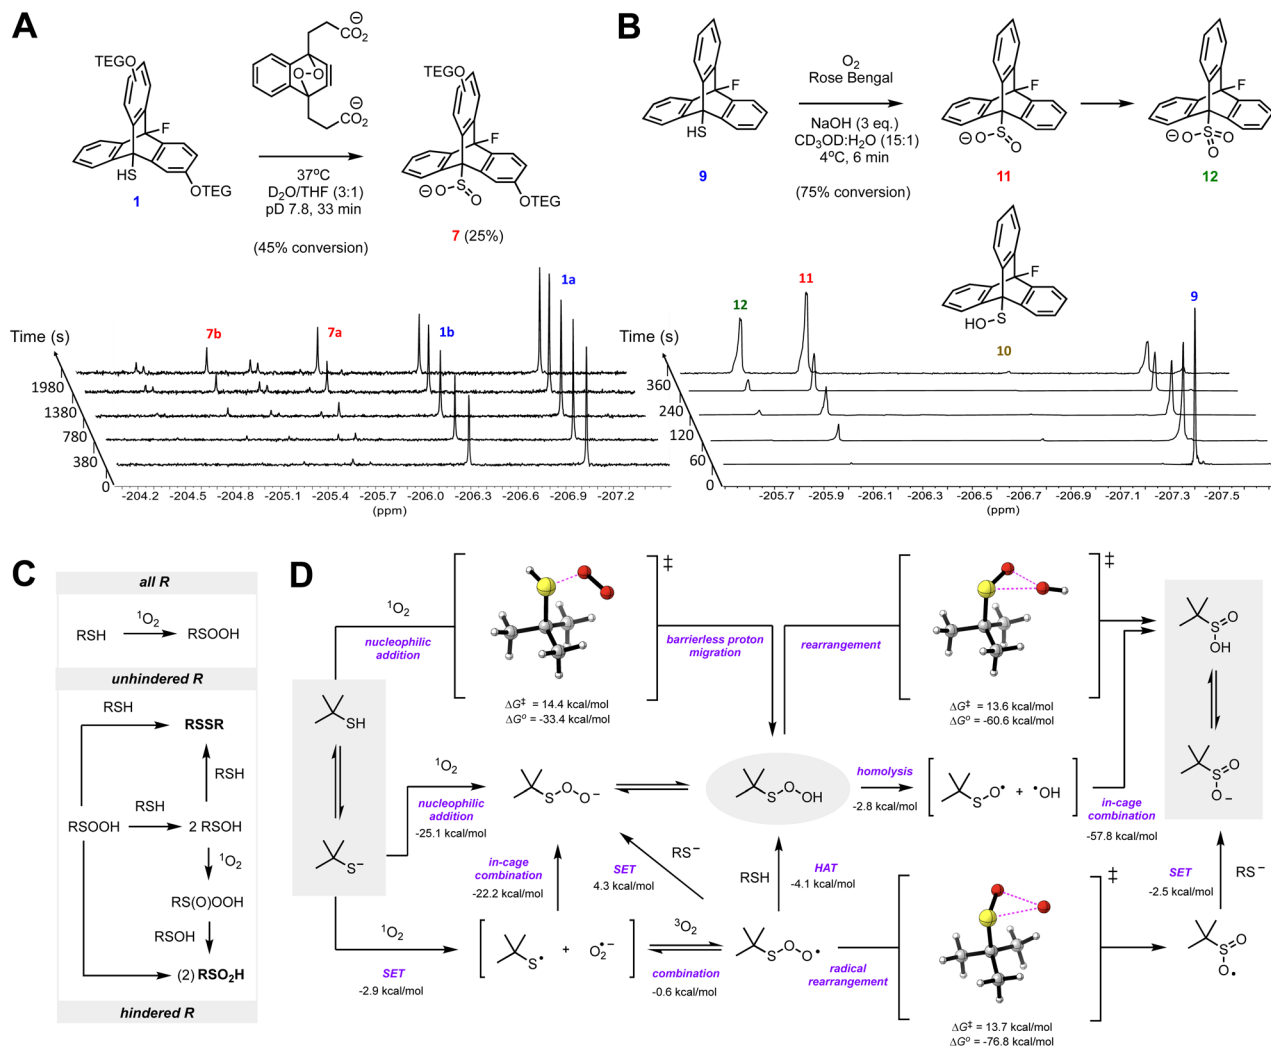 A
TEGO
HS
F
OTEG
1
⊖
CO2
O-O
CO2
⊖
37ºC
D2O/THF (3:1)
pD 7.8, 33 min
(45% conversion)
TEGO
F
⊖O
S
O
OTEG
7 (25%)
Time (s)
1980
1380
780
380
0
7b
7a
1b
1a
-204.2 -204.5 -204.8 -205.1 -205.4 -205.7 -206.0 -206.3 -206.6 -206.9 -207.2
(ppm)
B
F
HS
9
O2
Rose Bengal
NaOH (3 eq.)
CD3OD:H2O (15:1)
4ºC, 6 min
(75% conversion)
F
⊖O
S
O
11
F
⊖O
S
O
O
12
F
HO
S
10
Time (s)
360
240
120
60
0
12
11
9
-205.7 -205.9 -206.1 -206.3 -206.5 -206.7 -206.9 -207.1 -207.3 -207.5
(ppm)
C
all R
RSH
1O2
RSOOH
unhindered R
RSH
RSSR
RSH
RSOOH
RSH
2 RSOH
1O2
RS(O)OOH
RSOH
(2) RSO2H
hindered R
D
1O2
nucleophilic
addition
‡
ΔG‡ = 14.4 kcal/mol
ΔGº = -33.4 kcal/mol
barrierless proton
migration
rearrangement
‡
ΔG‡ = 13.6 kcal/mol
ΔGº = -60.6 kcal/mol
S
O
OH
SH
S−
1O2
nucleophilic
addition
-25.1 kcal/mol
S
O
O−
S
O
OH
homolysis
-2.8 kcal/mol
S
O•
+
•OH
in-cage
combination
-57.8 kcal/mol
S
O
O−
in-cage
combination
-22.2 kcal/mol
SET
4.3 kcal/mol
RS−
RSH
HAT
-4.1 kcal/mol
SET
-2.5 kcal/mol
RS−
1O2
SET
-2.9 kcal/mol
S•
+
O2•−
3O2
combination
-0.6 kcal/mol
S
O
O•
radical
rearrangement
‡
ΔG‡ = 13.7 kcal/mol
ΔGº = -76.8 kcal/mol
S
O
O•